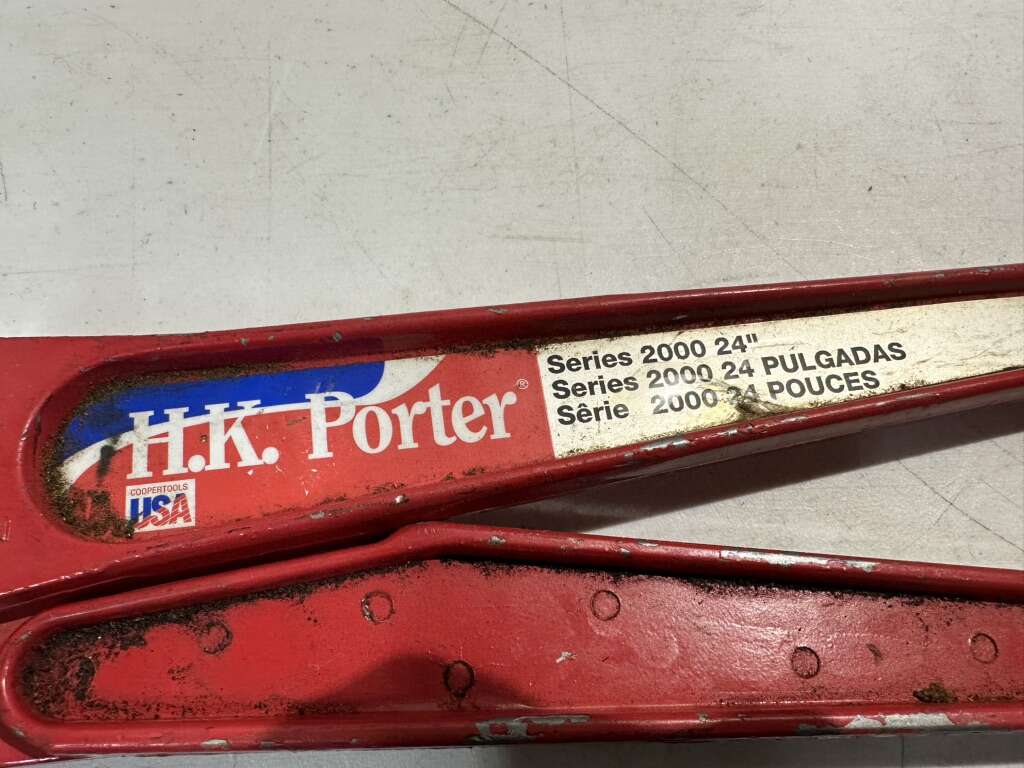 H.K. Porter®
COOPERTOOLS
USA
Series 2000 24"
Series 2000 24 PULGADAS
Sêrie 2000 24 POUCES